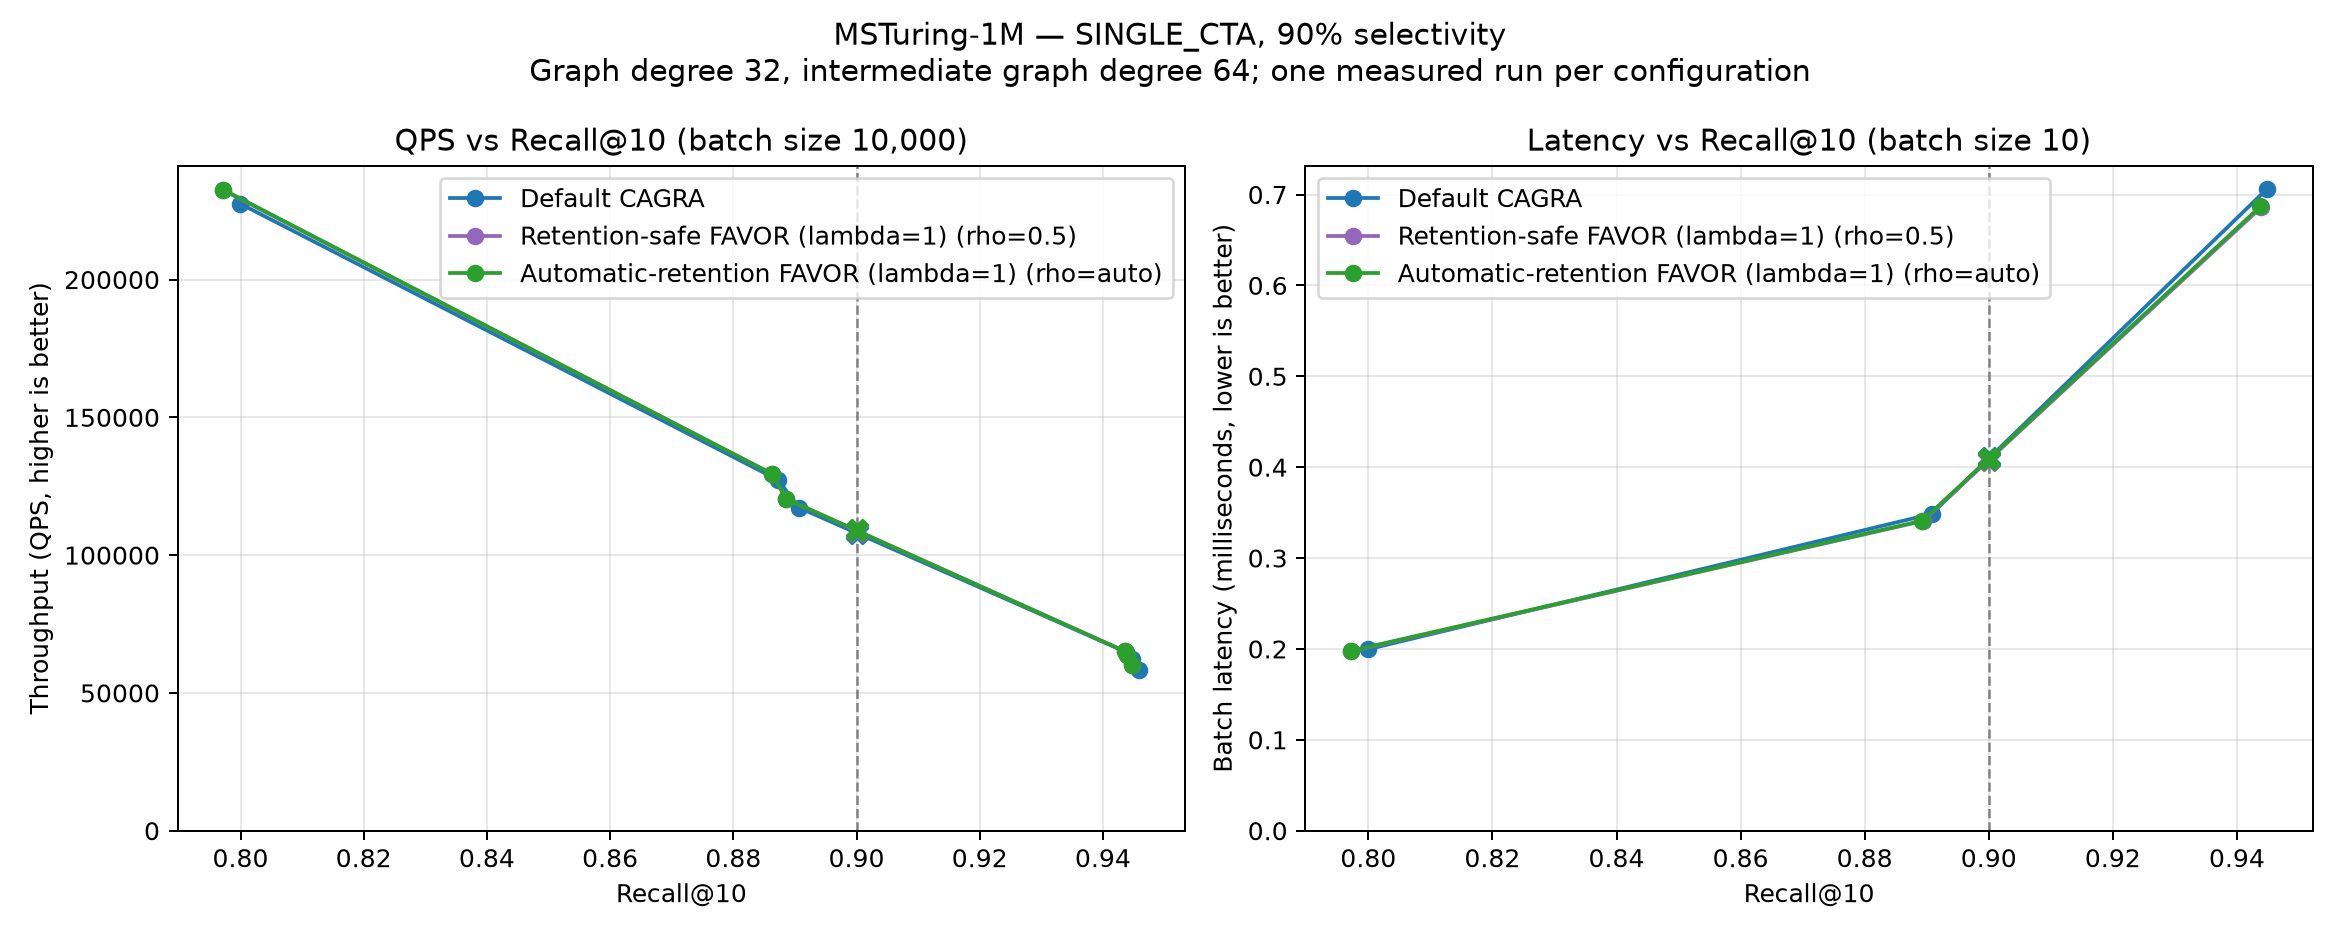 MSTuring-1M — SINGLE_CTA, 90% selectivity
Graph degree 32, intermediate graph degree 64; one measured run per configuration
QPS vs Recall@10 (batch size 10,000)
Default CAGRA
Retention-safe FAVOR (lambda=1) (rho=0.5)
Automatic-retention FAVOR (lambda=1) (rho=auto)
Throughput (QPS, higher is better)
200000
150000
100000
50000
0
0.80 0.82 0.84 0.86 0.88 0.90 0.92 0.94
Recall@10
Latency vs Recall@10 (batch size 10)
Default CAGRA
Retention-safe FAVOR (lambda=1) (rho=0.5)
Automatic-retention FAVOR (lambda=1) (rho=auto)
Batch latency (milliseconds, lower is better)
0.7
0.6
0.5
0.4
0.3
0.2
0.1
0.0
0.80 0.82 0.84 0.86 0.88 0.90 0.92 0.94
Recall@10